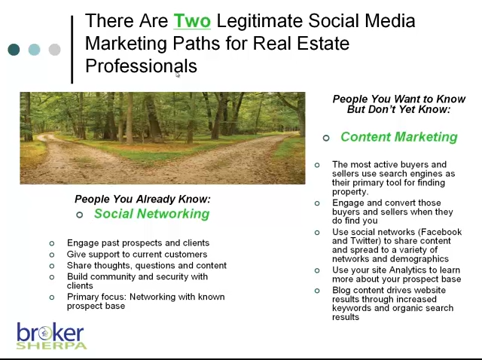 There Are Two Legitimate Social Media
Marketing Paths for Real Estate
Professionals
People You Already Know:
Social Networking
Engage past prospects and clients
Give support to current customers
Share thoughts, questions and content
Build community and security with
clients
Primary focus: Networking with known
prospect base
People You Want to Know
But Don't Yet Know:
Content Marketing
The most active buyers and
sellers use search engines as
their primary tool for finding
property.
Engage and convert those
buyers and sellers when they
do find you
Use social networks (Facebook
and Twitter) to share content
and spread to a variety of
networks and demographics
Use your site Analytics to learn
more about your prospect base
Blog content drives website
results through increased
keywords and organic search
results
broker
SHERPA